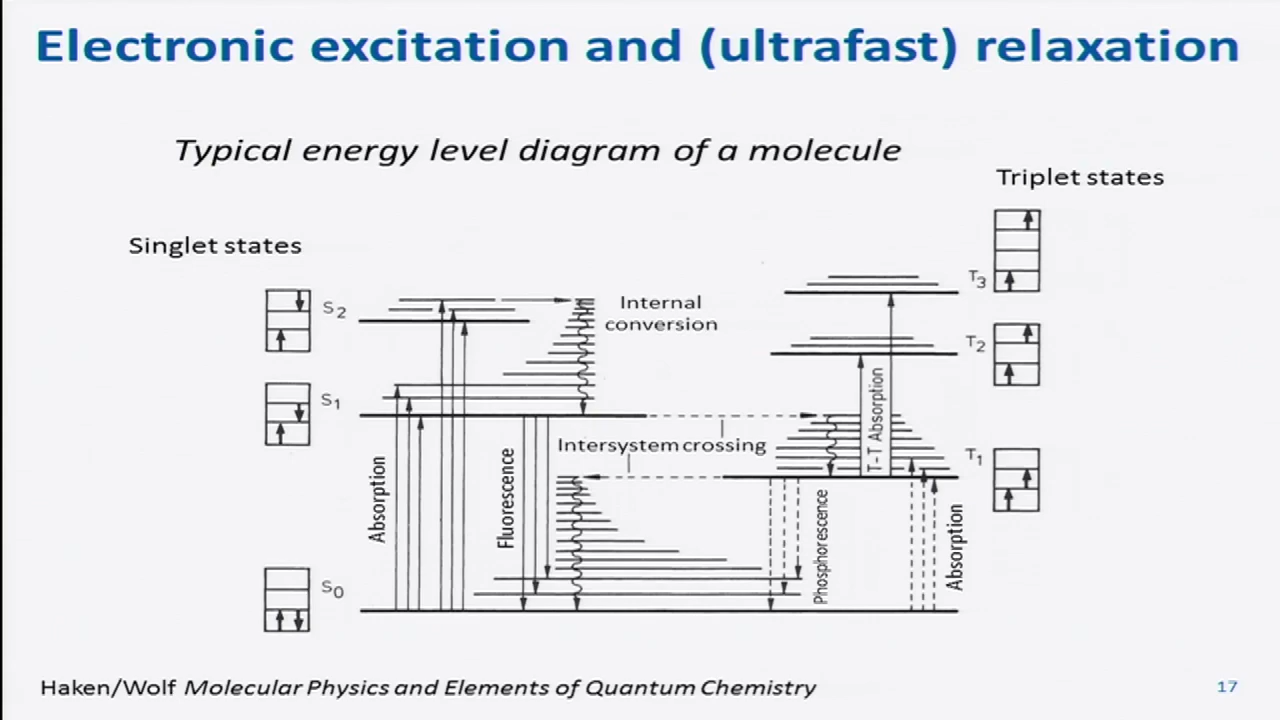 Electronic excitation and (ultrafast) relaxation
Typical energy level diagram of a molecule
Triplet states
Singlet states
T3
S2
Internal
conversion
T2
S1
T-T Absorption
Intersystem crossing
T1
Absorption
Fluorescence
Phosphorescence
Absorption
S0
Haken/Wolf Molecular Physics and Elements of Quantum Chemistry
17